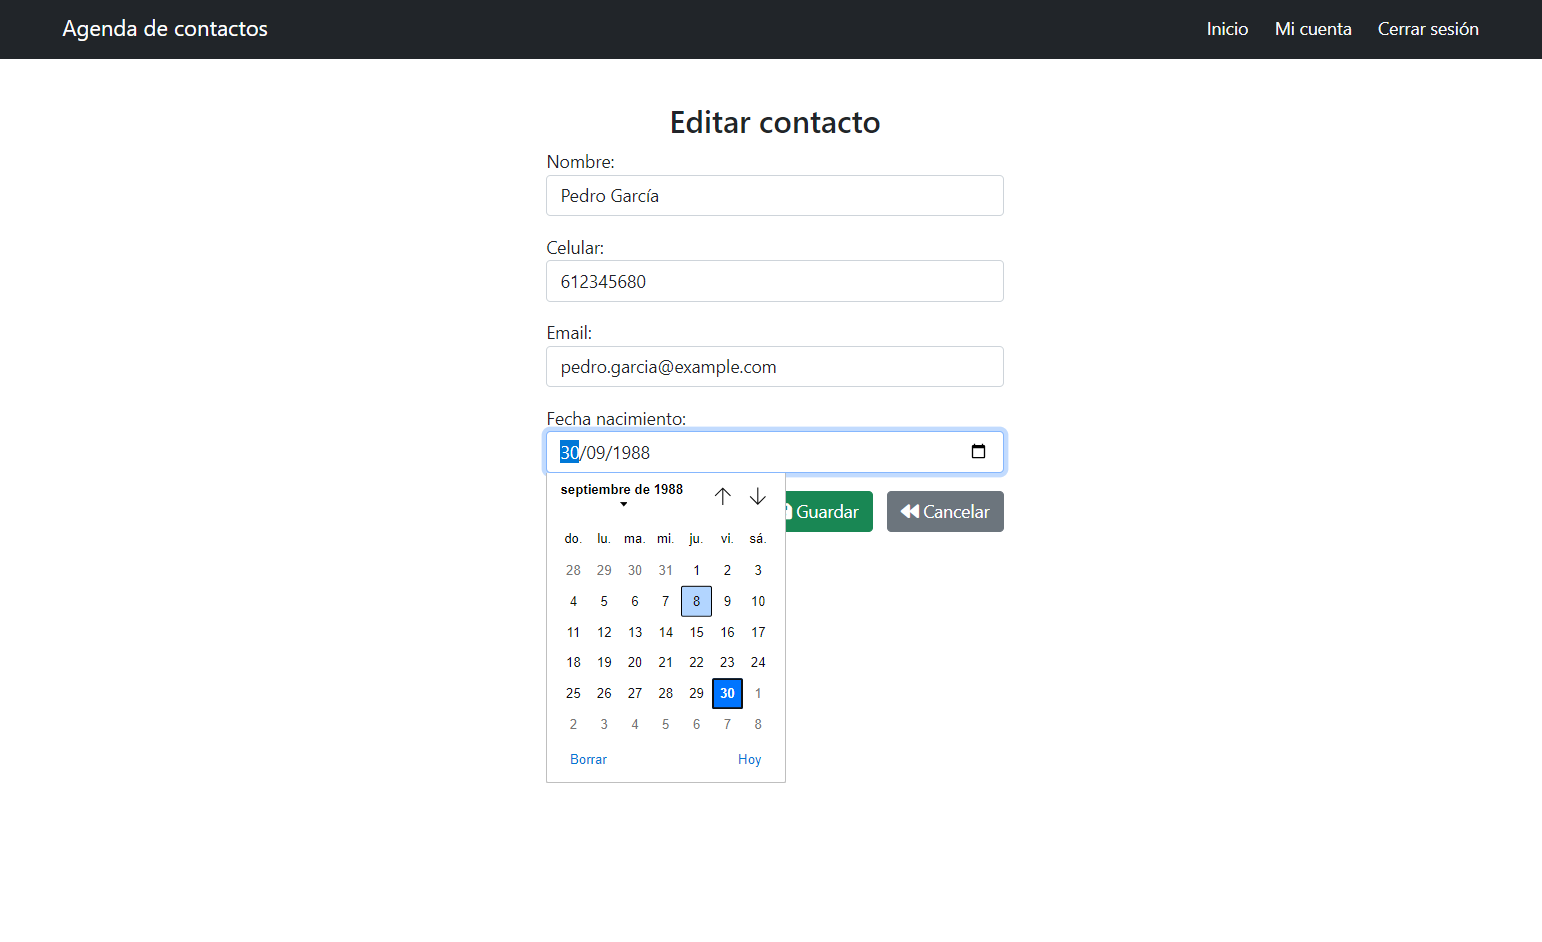 Agenda de contactos Inicio Mi cuenta Cerrar sesión
Editar contacto
Nombre:
Pedro García
Celular:
612345680
Email:
pedro.garcia@example.com
Fecha nacimiento:
30/09/1988
septiembre de 1988
Guardar Cancelar
do. lu. ma. mi. ju. vi. sá.
28 29 30 31 1 2 3
4 5 6 7 8 9 10
11 12 13 14 15 16 17
18 19 20 21 22 23 24
25 26 27 28 29 30 1
2 3 4 5 6 7 8
Borrar Hoy